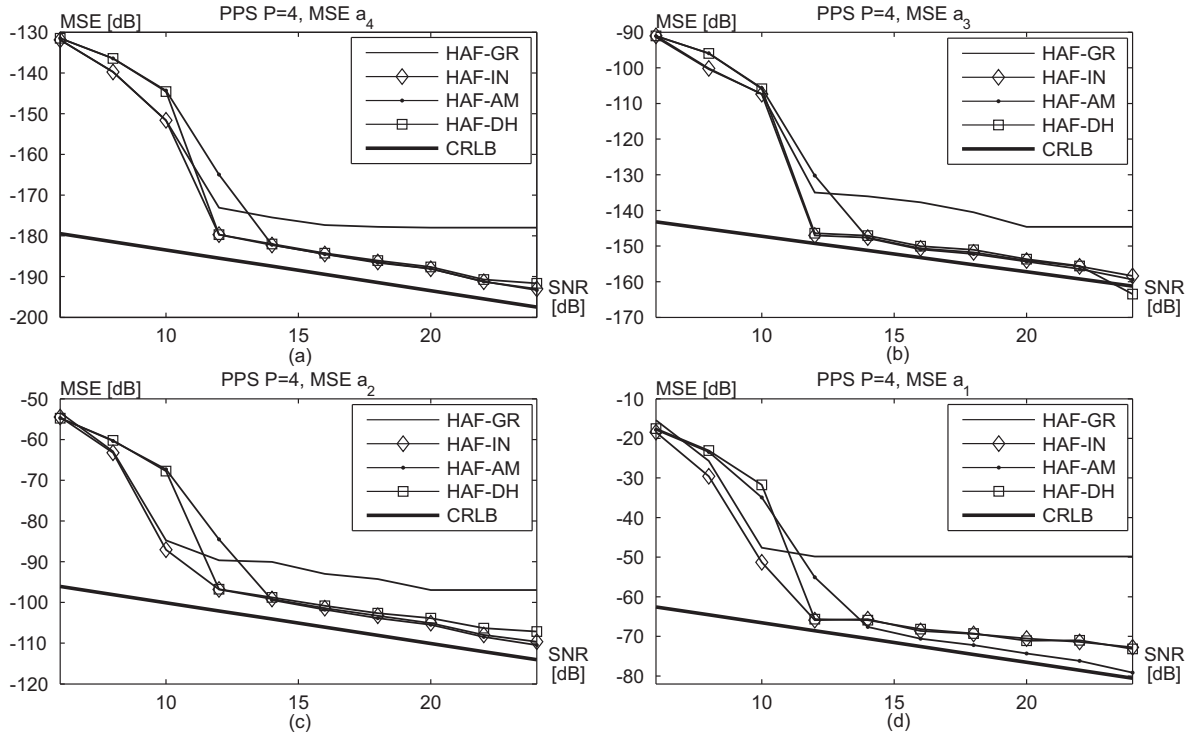 PPS P=4, MSE a4
MSE [dB]
-130
-140
-150
-160
-170
-180
-190
-200
10
15
20
SNR
[dB]
HAF-GR
HAF-IN
HAF-AM
HAF-DH
CRLB
(a)
PPS P=4, MSE a3
MSE [dB]
-90
-100
-110
-120
-130
-140
-150
-160
-170
10
15
20
SNR
[dB]
HAF-GR
HAF-IN
HAF-AM
HAF-DH
CRLB
(b)
PPS P=4, MSE a2
MSE [dB]
-50
-60
-70
-80
-90
-100
-110
-120
10
15
20
SNR
[dB]
HAF-GR
HAF-IN
HAF-AM
HAF-DH
CRLB
(c)
PPS P=4, MSE a1
MSE [dB]
-10
-20
-30
-40
-50
-60
-70
-80
10
15
20
SNR
[dB]
HAF-GR
HAF-IN
HAF-AM
HAF-DH
CRLB
(d)